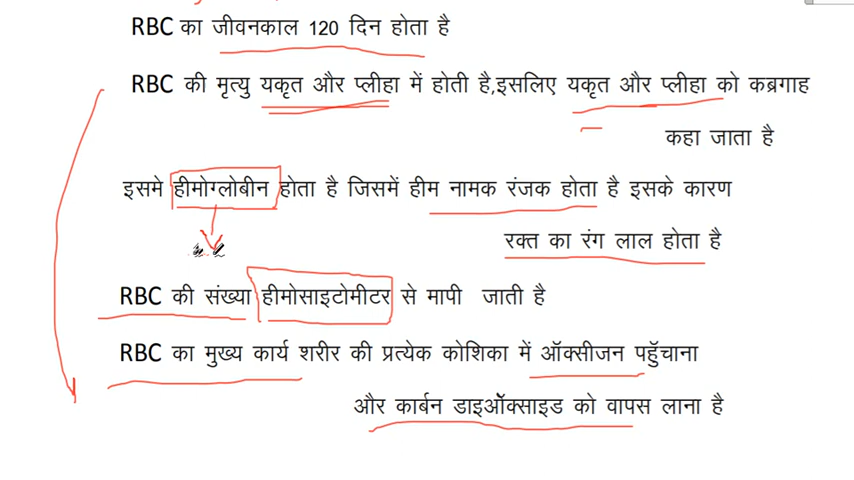 RBC का जीवनकाल 120 दिन होता है
RBC की मृत्यु यकृत और प्लीहा में होती है,इसलिए यकृत और प्लीहा को कब्रगाह
कहा जाता है
इसमे हीमोग्लोबीन होता है जिसमें हीम नामक रंजक होता है इसके कारण
रक्त का रंग लाल होता है
RBC की संख्या हीमोसाइटोमीटर से मापी जाती है
RBC का मुख्य कार्य शरीर की प्रत्येक कोशिका में ऑक्सीजन पहुँचाना
और कार्बन डाइऑक्साइड को वापस लाना है